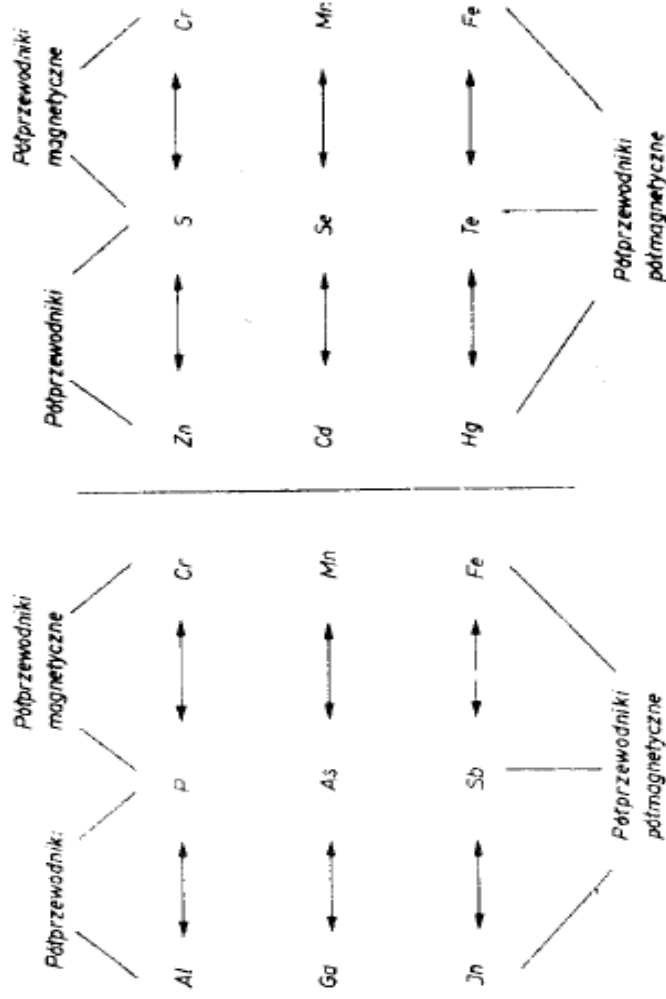 Półprzewodniki
Półprzewodniki
magnetyczne
Al
P
Cr
Ga
As
Mn
Jn
Sb
Fe
Półprzewodniki
półmagnetyczne
Półprzewodniki
Półprzewodniki
magnetyczne
Zn
S
Cr
Cd
Se
Mn
Hg
Te
Fe
Półprzewodniki
półmagnetyczne